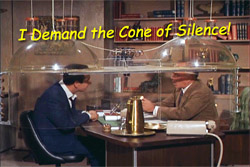 I Demand the Cone of Silence!